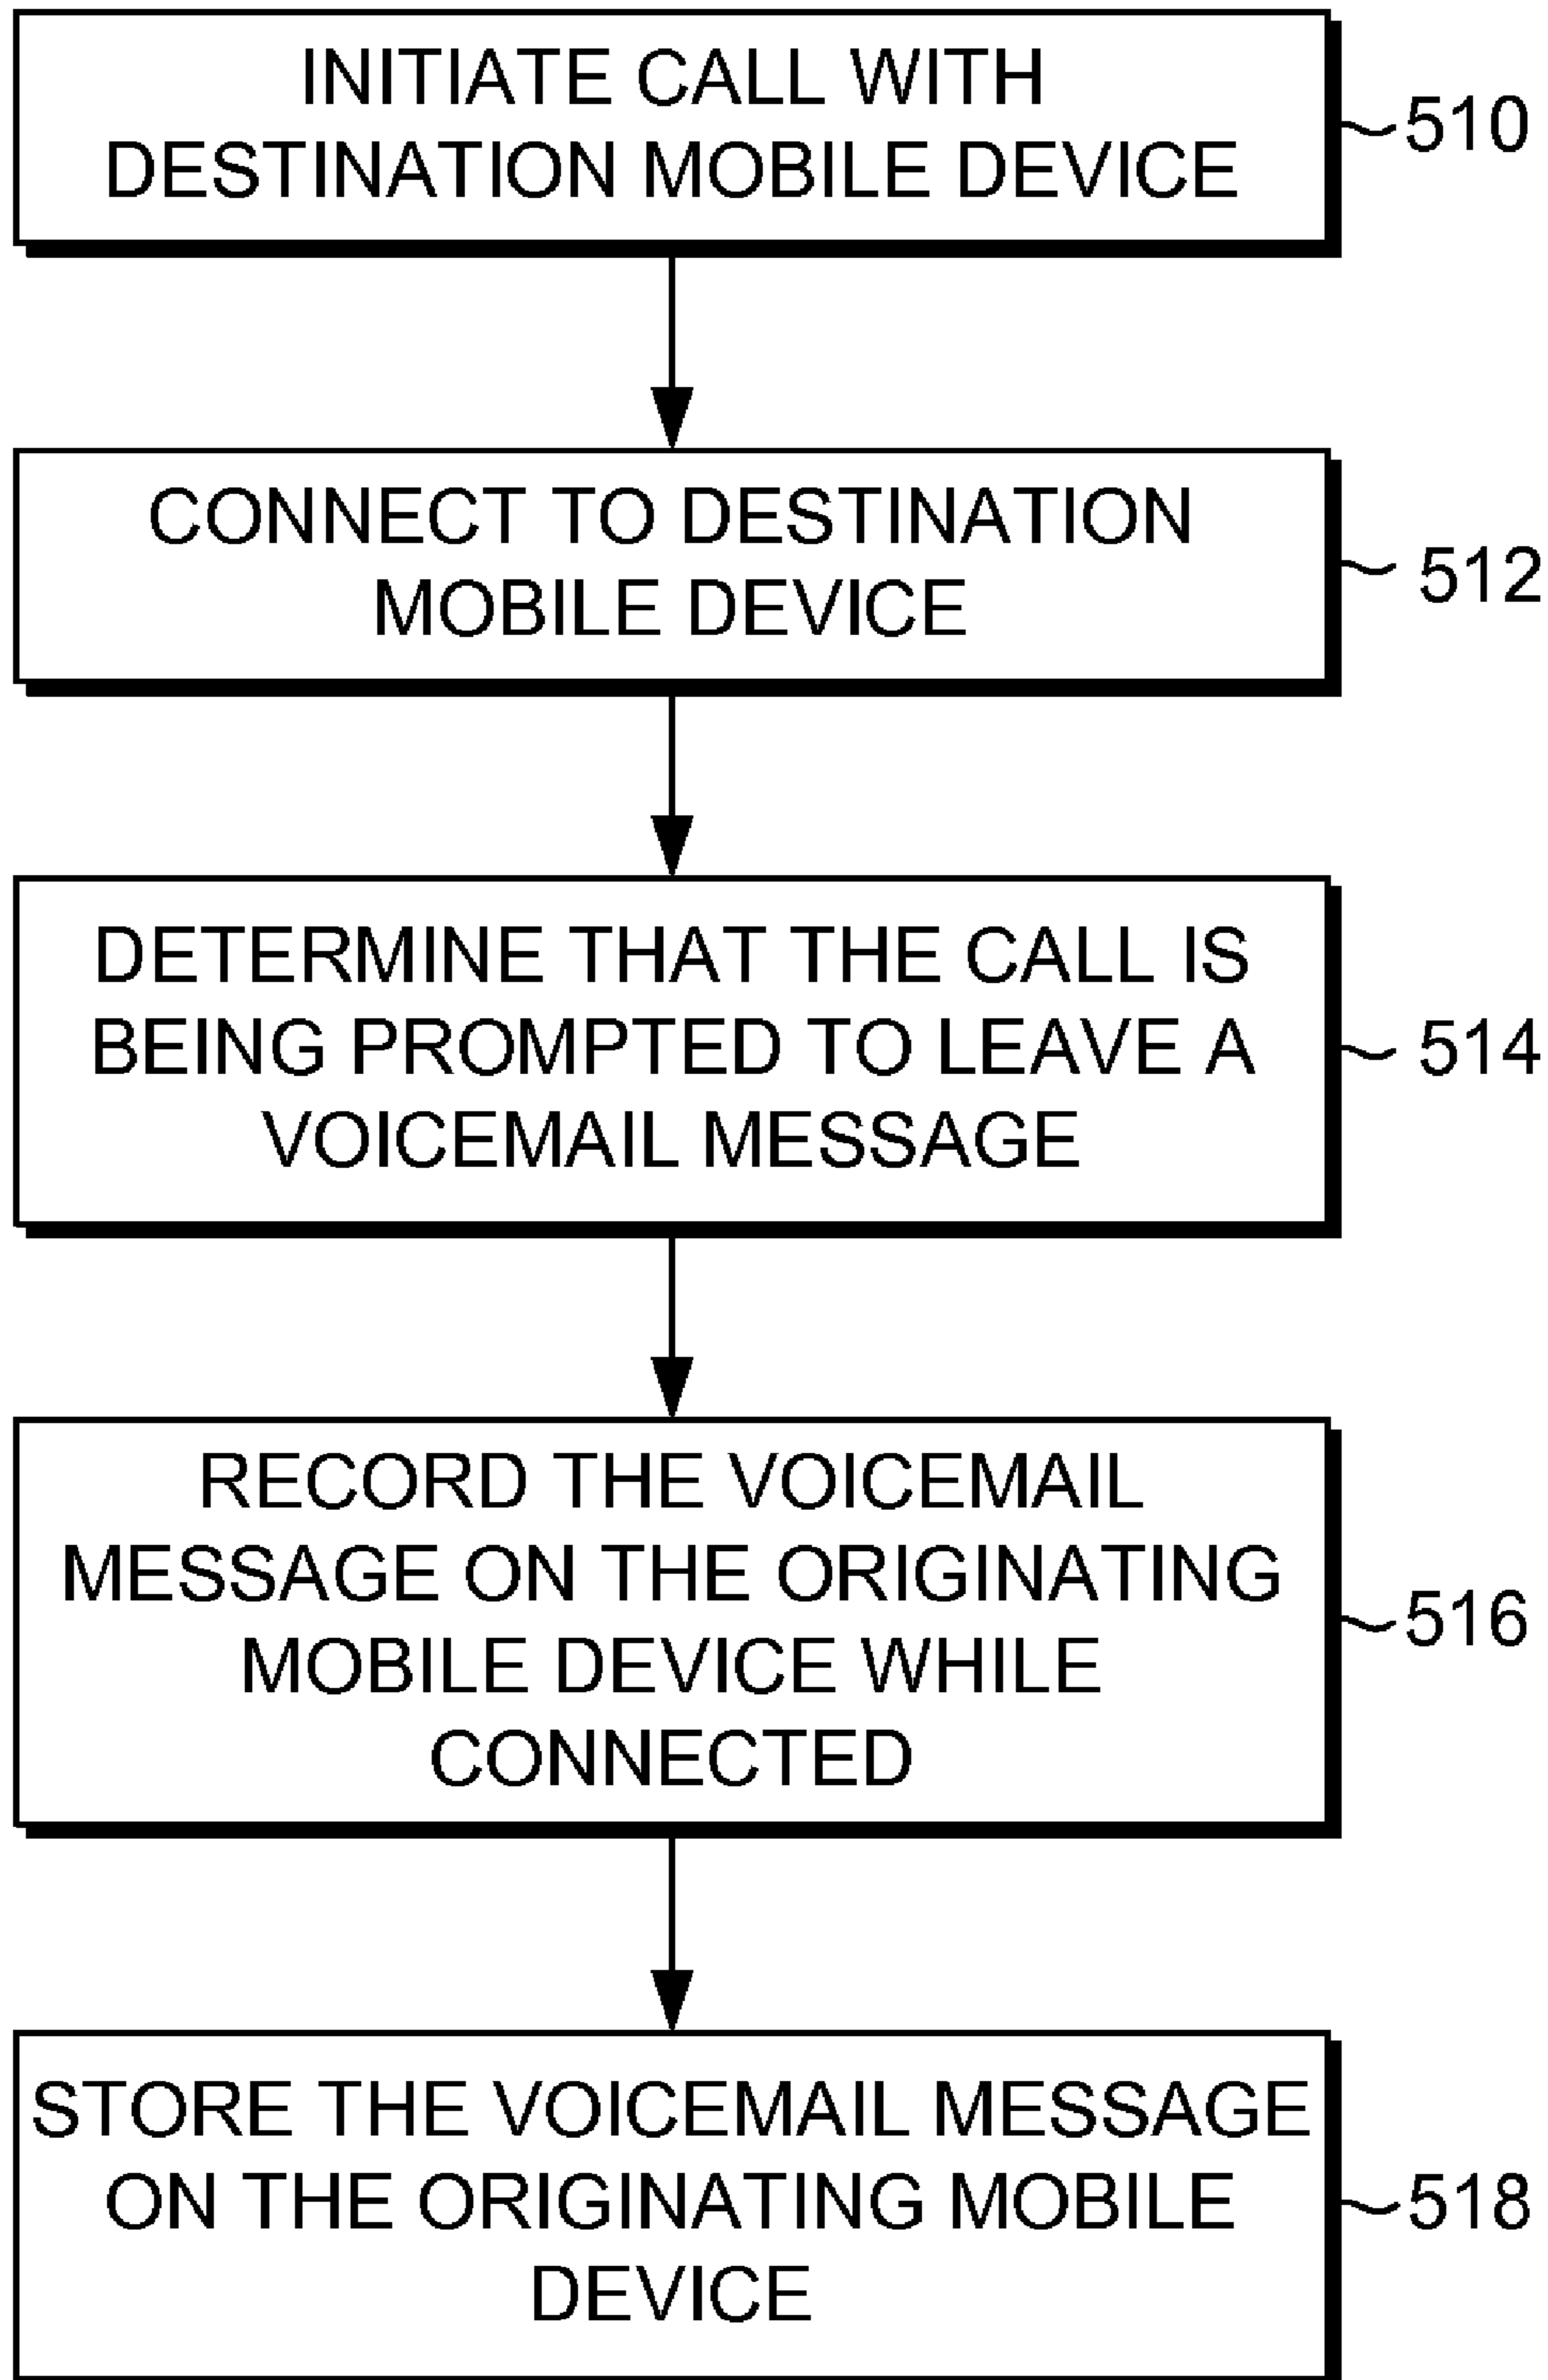 INITIATE CALL WITH
DESTINATION MOBILE DEVICE
510
CONNECT TO DESTINATION
MOBILE DEVICE
512
DETERMINE THAT THE CALL IS
BEING PROMPTED TO LEAVE A
VOICEMAIL MESSAGE
514
RECORD THE VOICEMAIL
MESSAGE ON THE ORIGINATING
MOBILE DEVICE WHILE
CONNECTED
516
STORE THE VOICEMAIL MESSAGE
ON THE ORIGINATING MOBILE
DEVICE
518